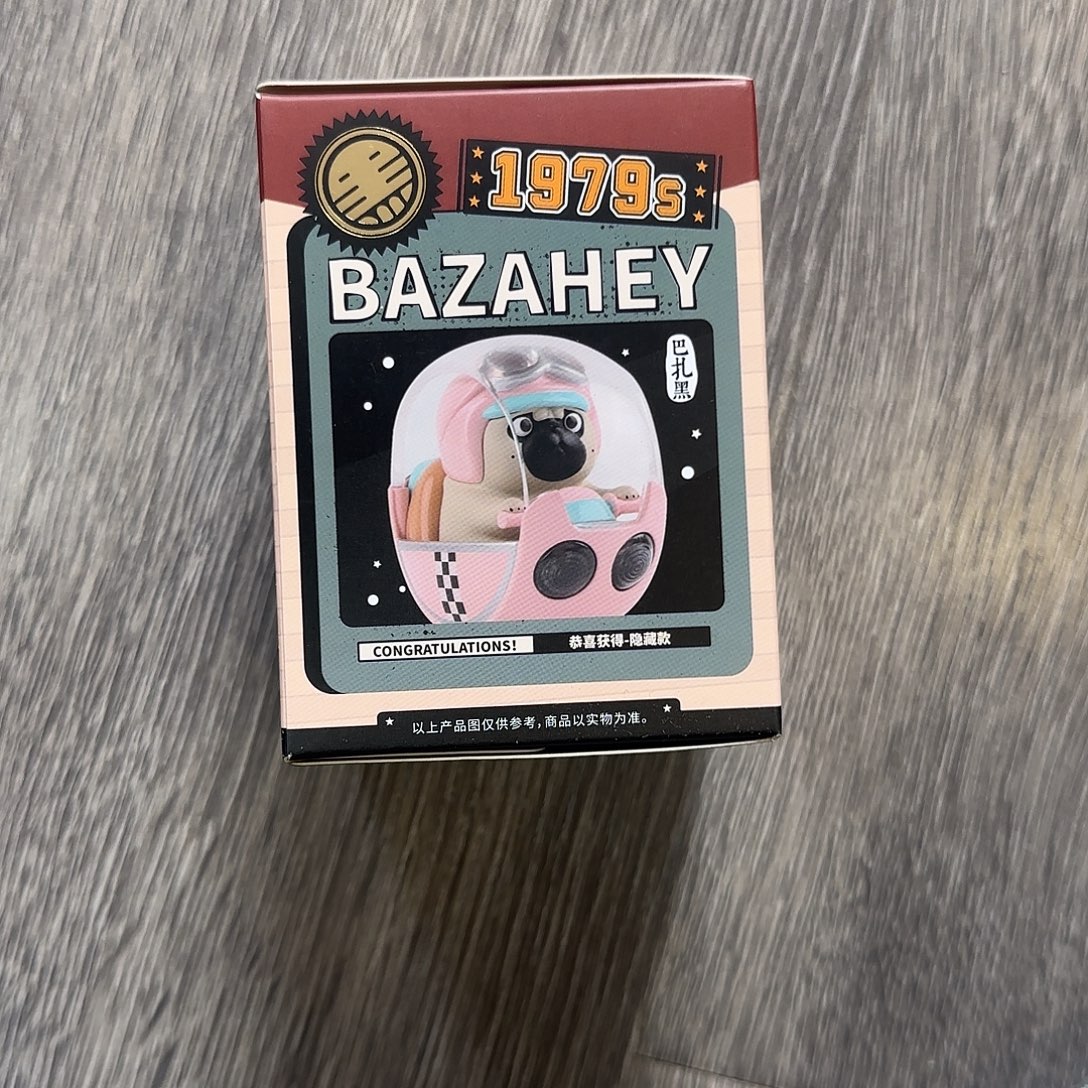 1979s
BAZAHEY
巴扎黑
CONGRATULATIONS!
恭喜获得-隐藏款
以上产品图仅供参考,商品以实物为准。